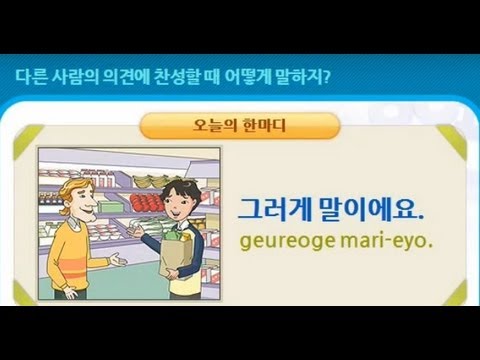 다른 사람의 의견에 찬성할 때 어떻게 말하지?
오늘의 한마디
그러게 말이에요.
geureoge mari-eyo.